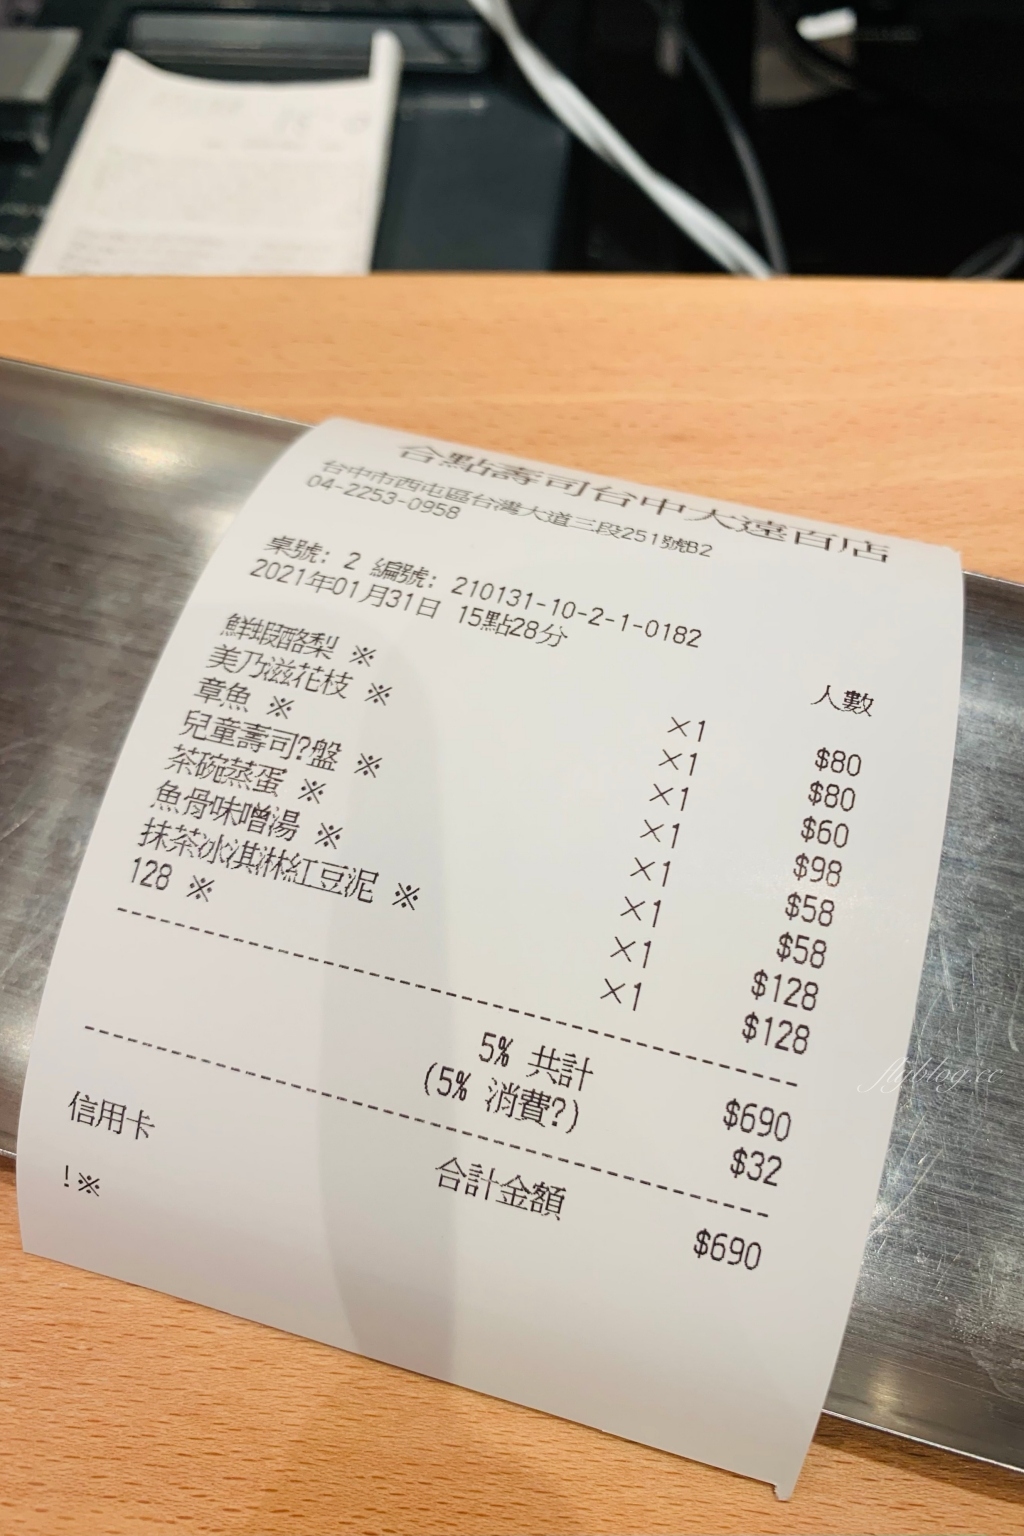 合點壽司台中大遠百店
台中市西屯區台灣大道三段251號B2
04-2253-0958
桌號: 2 編號: 210131-10-2-1-0182
2021年01月31日 15點28分
人數
鮮蝦酪梨 ※ ×1 $80
美乃滋花枝 ※ ×1 $80
章魚 ※ ×1 $60
兒童壽司?盤 ※ ×1 $98
茶碗蒸蛋 ※ ×1 $58
魚骨味噌湯 ※ ×1 $58
抹茶冰淇淋紅豆泥 ※ ×1 $128
128 ※ ×1 $128
5% 共計 $690
(5% 消費?) $32
合計金額 $690
信用卡
!※
flyblog.cc